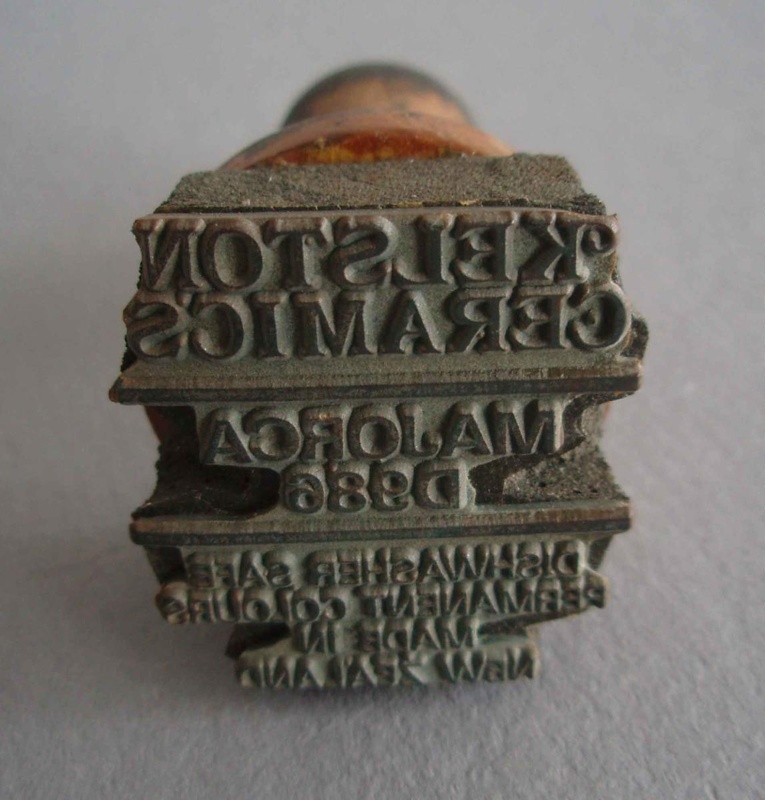 KELSTON
CERAMICS
MAJORCA
D986
DISHWASHER SAFE
PERMANENT COLOURS
MADE IN
NEW ZEALAND